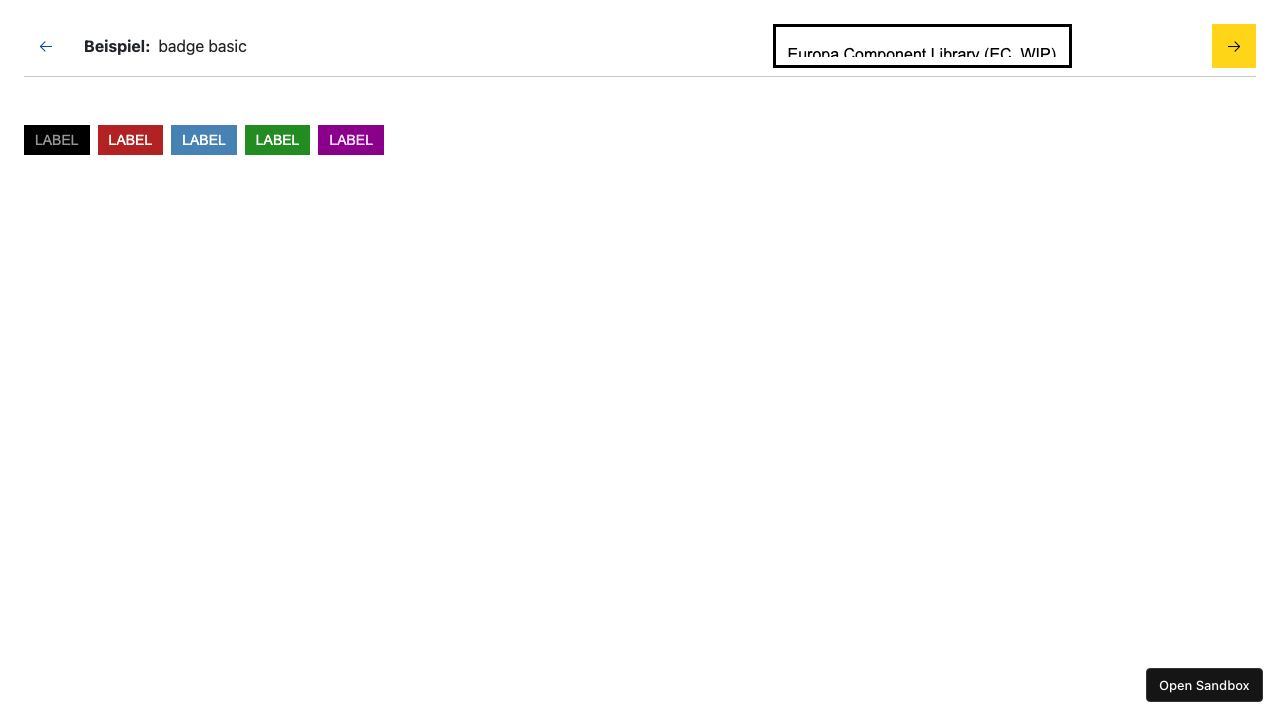 Beispiel: badge basic
Europa Component Library (EC, WIP)
LABEL LABEL LABEL LABEL LABEL
Open Sandbox